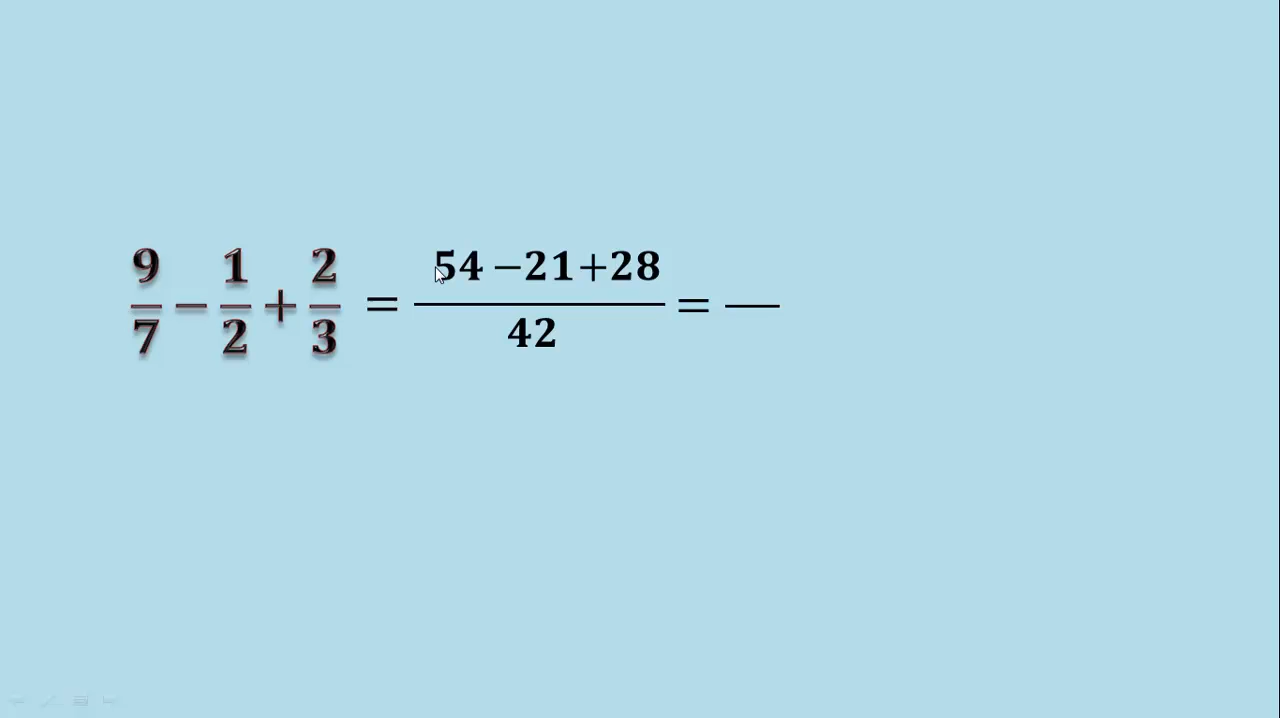 9/7 − 1/2 + 2/3 = (54 −21+28)/42 = —